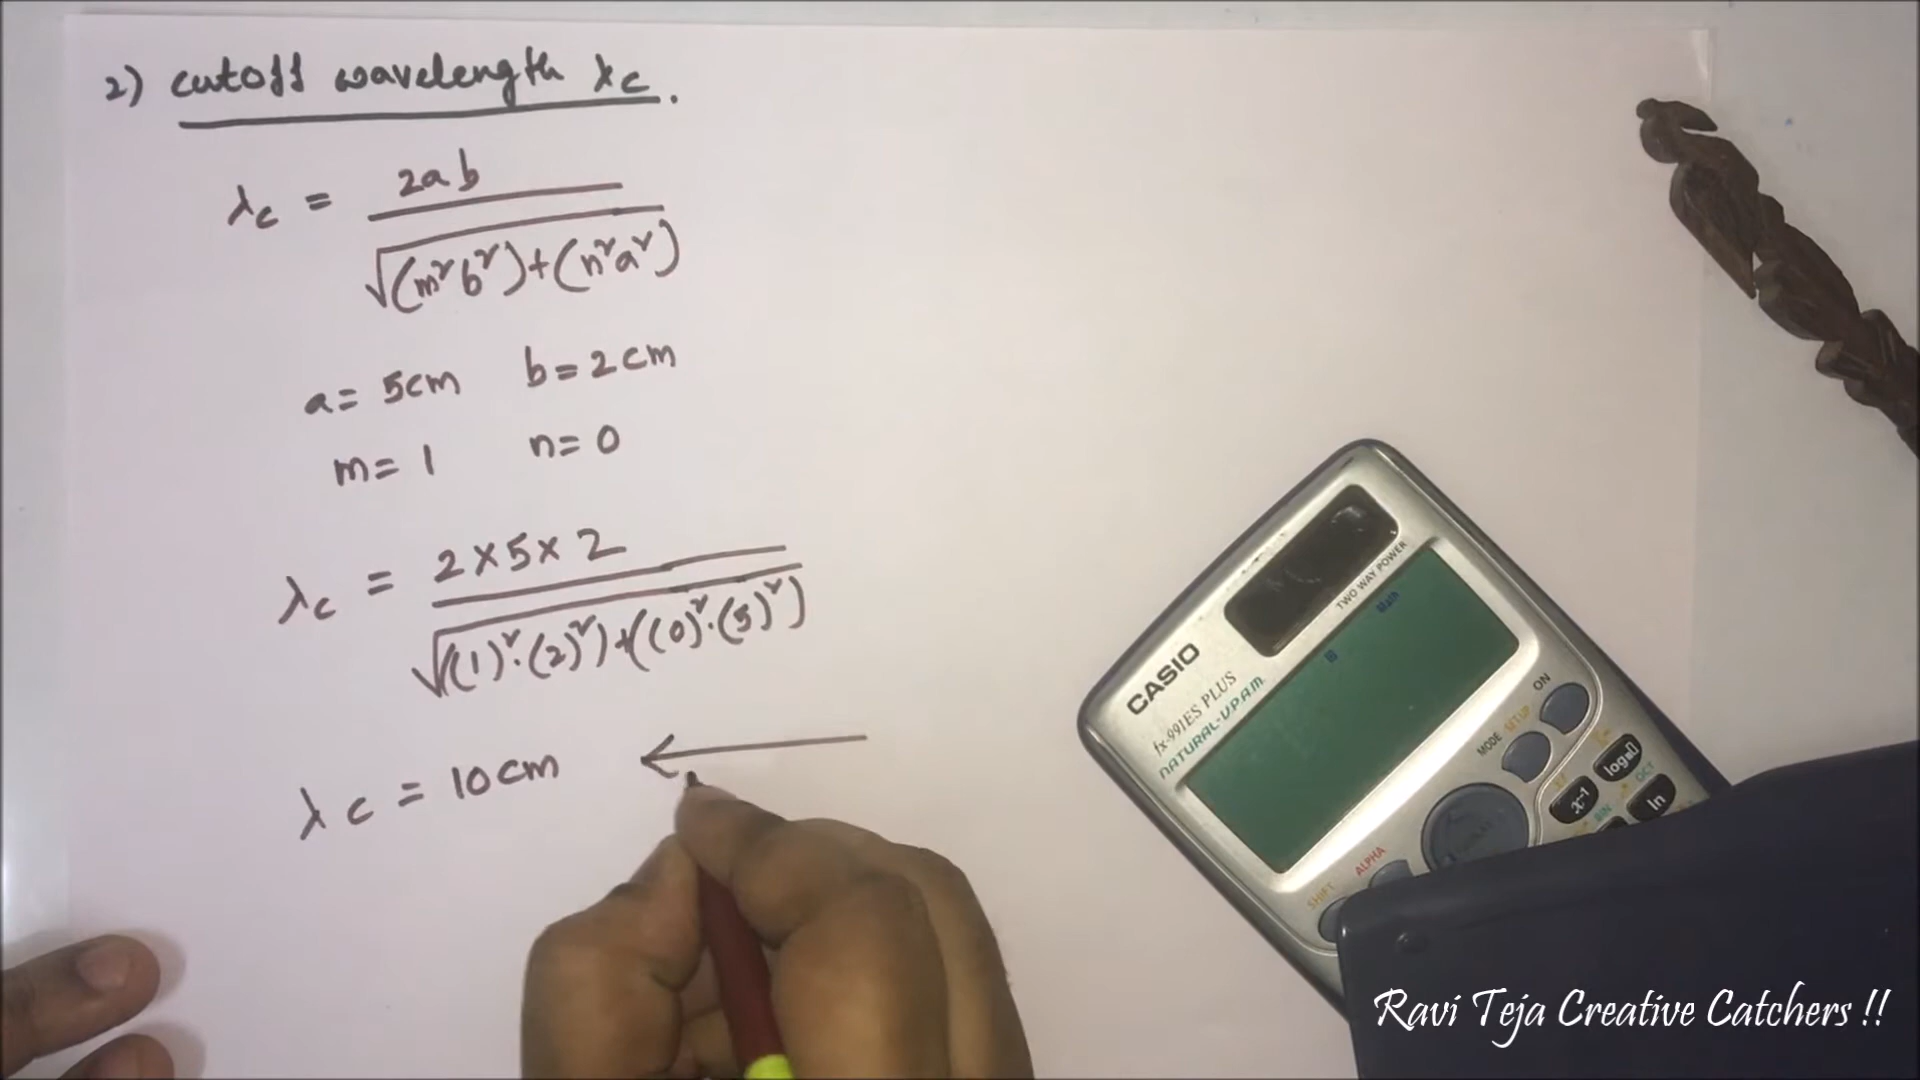 2) cutoff wavelength λc.
λc = 2ab / √(m²b²)+(n²a²)
a= 5cm b=2cm
m=1 n=0
λc = 2×5×2 / √((1)²·(2)²)+((0)²·(5)²)
λc = 10cm
CASIO
fx-991ES PLUS
NATURAL-V.P.A.M.
TWO WAY POWER
Math
ON
MODE SETUP
SHIFT
ALPHA
x⁻¹
log
ln
Ravi Teja Creative Catchers !!